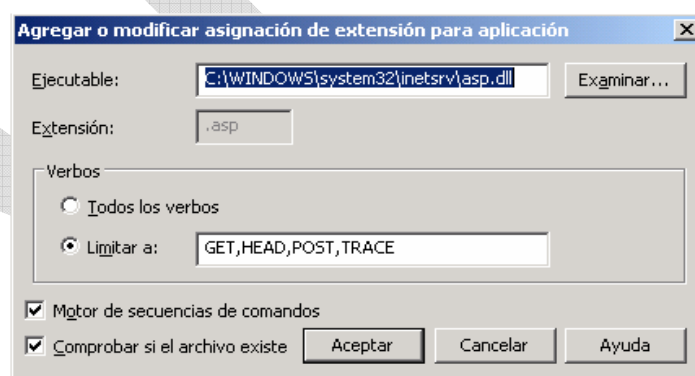 Agregar o modificar asignación de extensión para aplicación
Ejecutable: C:\WINDOWS\system32\inetsrv\asp.dll Examinar...
Extensión: .asp
Verbos
Todos los verbos
Limitar a: GET,HEAD,POST,TRACE
Motor de secuencias de comandos
Comprobar si el archivo existe Aceptar Cancelar Ayuda